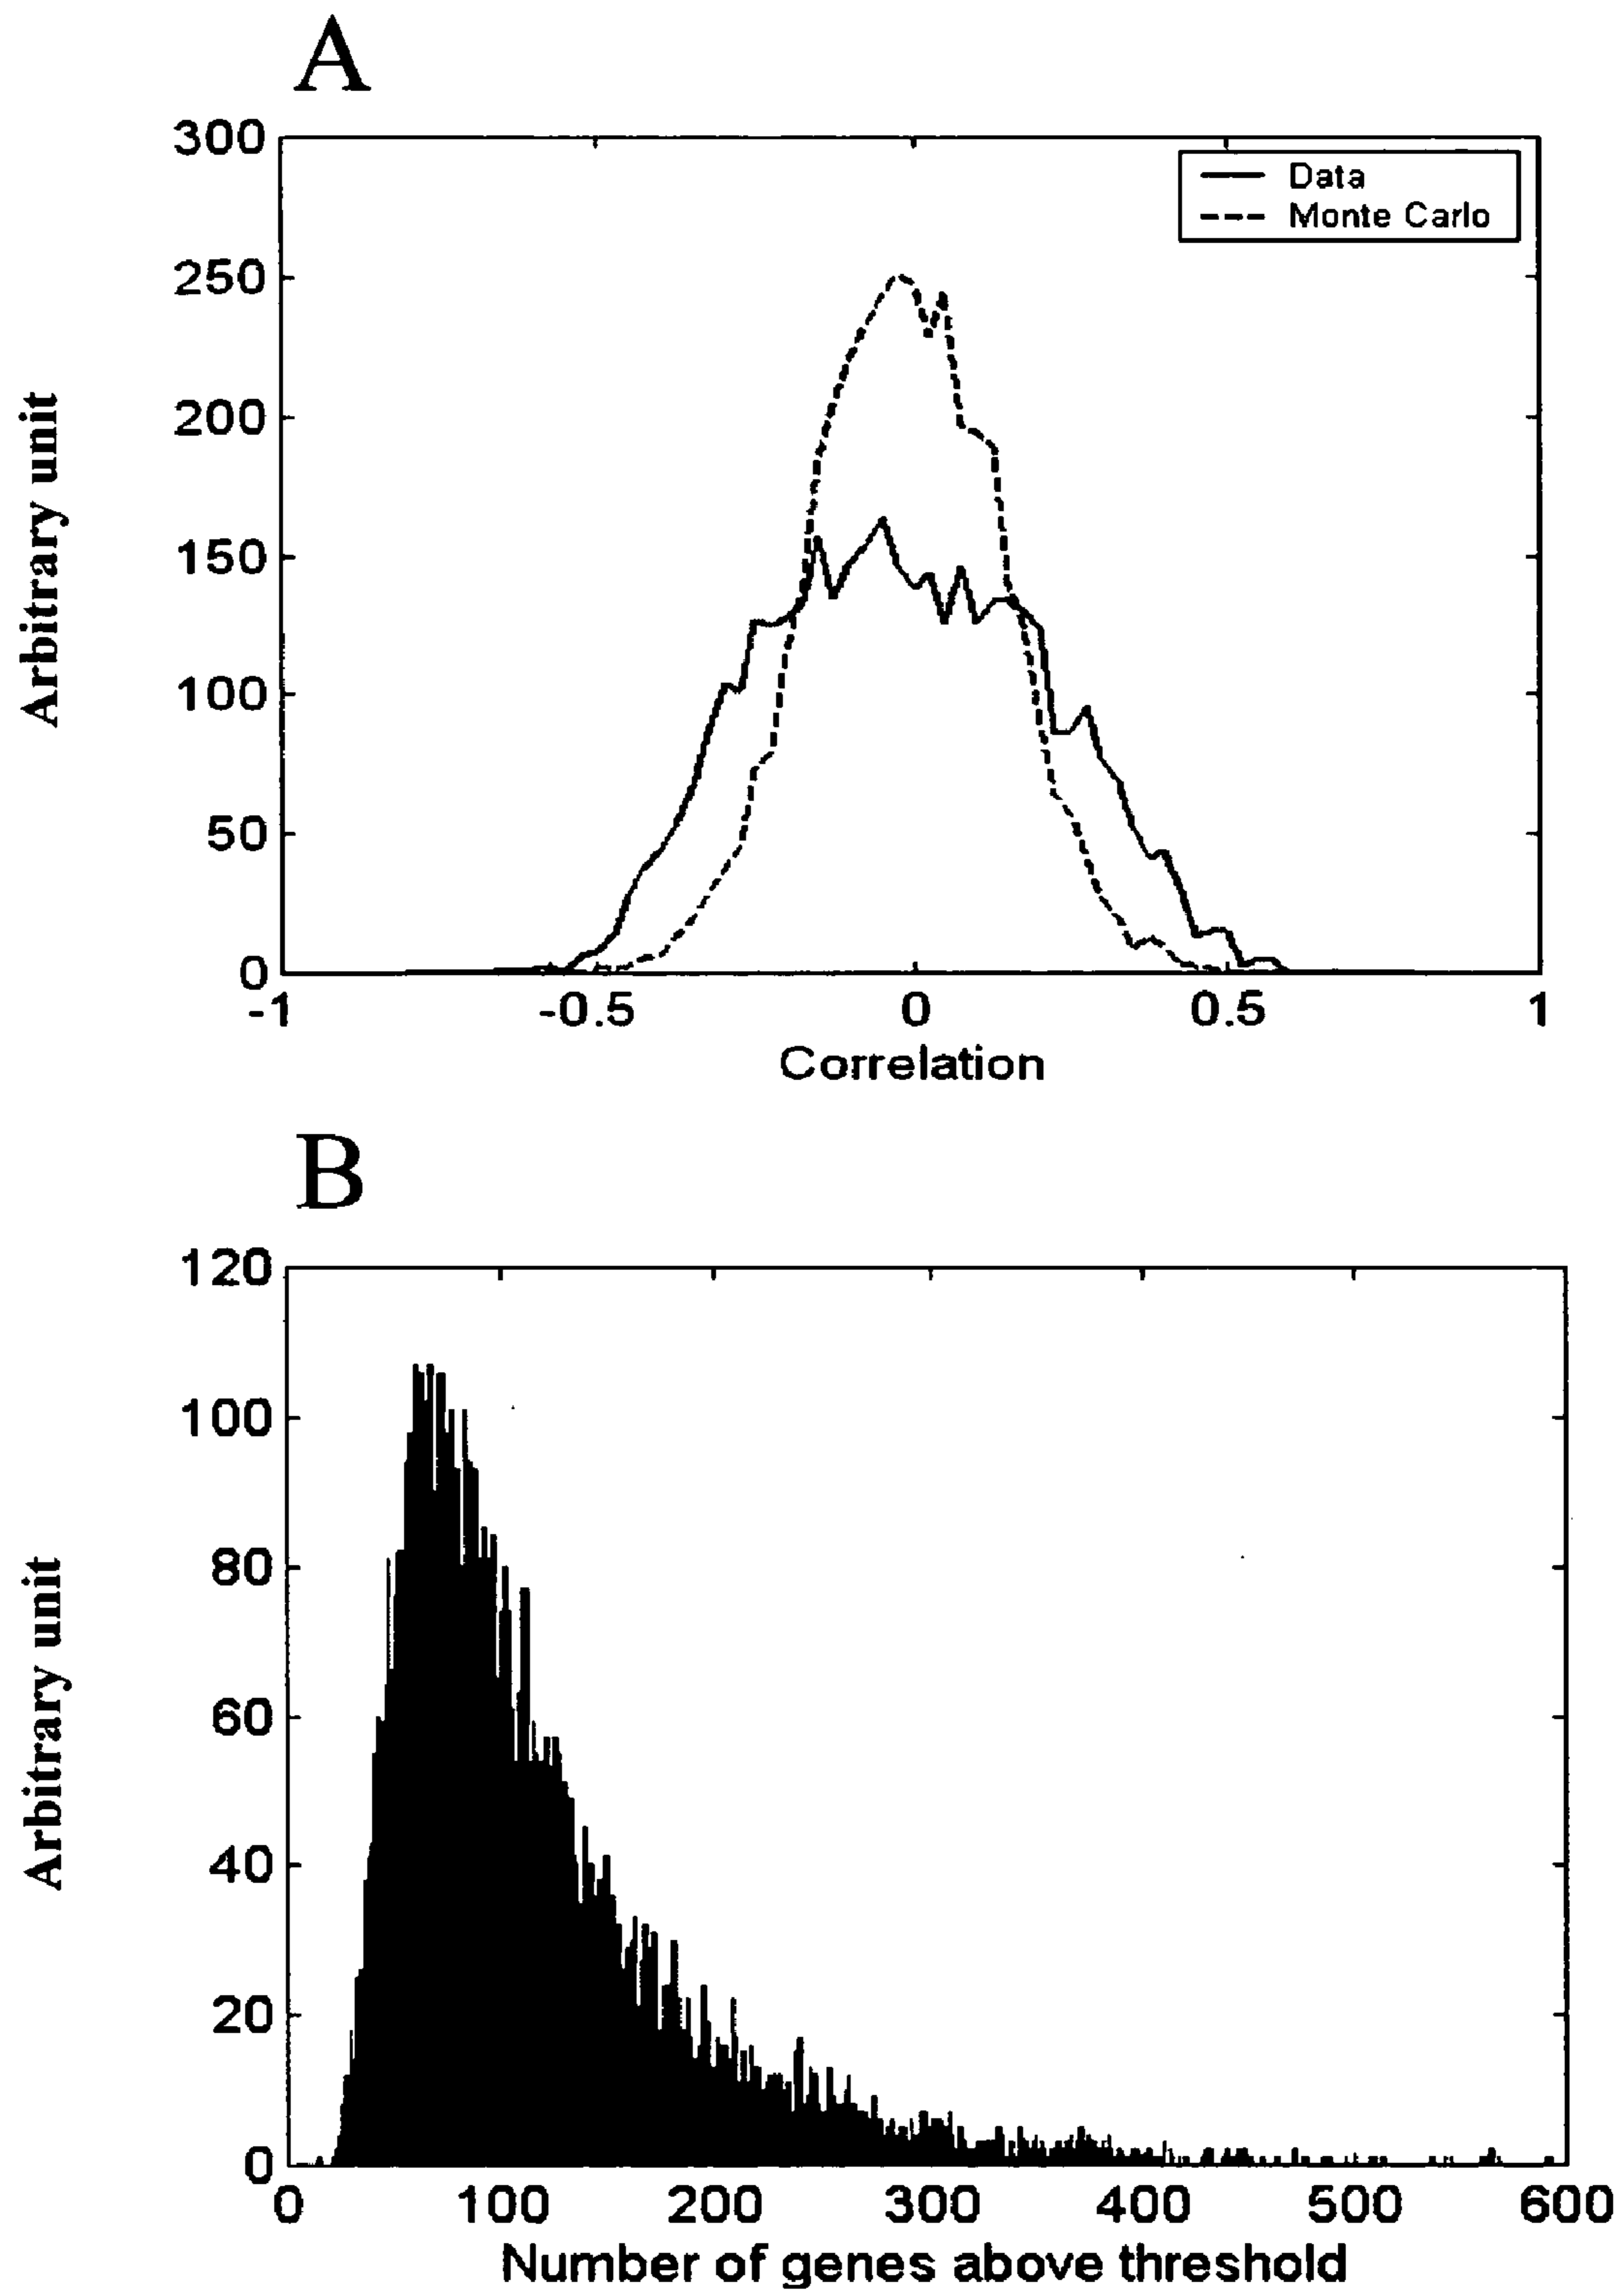 A
300
250
200
150
100
50
0
Arbitrary unit
Data
Monte Carlo
-1 -0.5 0 0.5 1
Correlation
B
120
100
80
60
40
20
0
Arbitrary unit
0 100 200 300 400 500 600
Number of genes above threshold